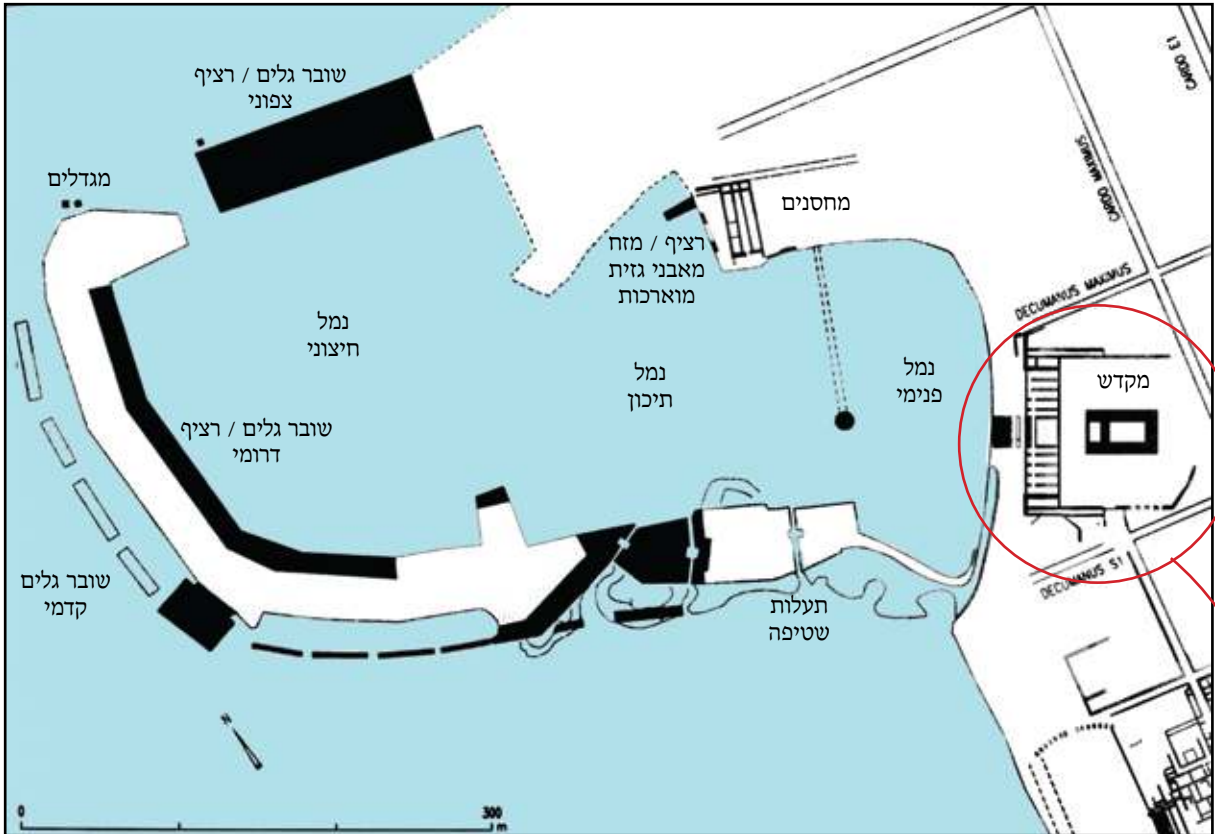 שובר גלים / רציף
צפוני
מגדלים
CARDO E1
CARDO MAXIMUS
מחסנים
רציף / מזח
מאבני גזית
מוארכות
DECUMANUS MAXIMUS
נמל
חיצוני
נמל
תיכון
נמל
פנימי
מקדש
שובר גלים / רציף
דרומי
שובר גלים
קדמי
תעלות
שטיפה
DECUMANUS S1
N
0
300
m